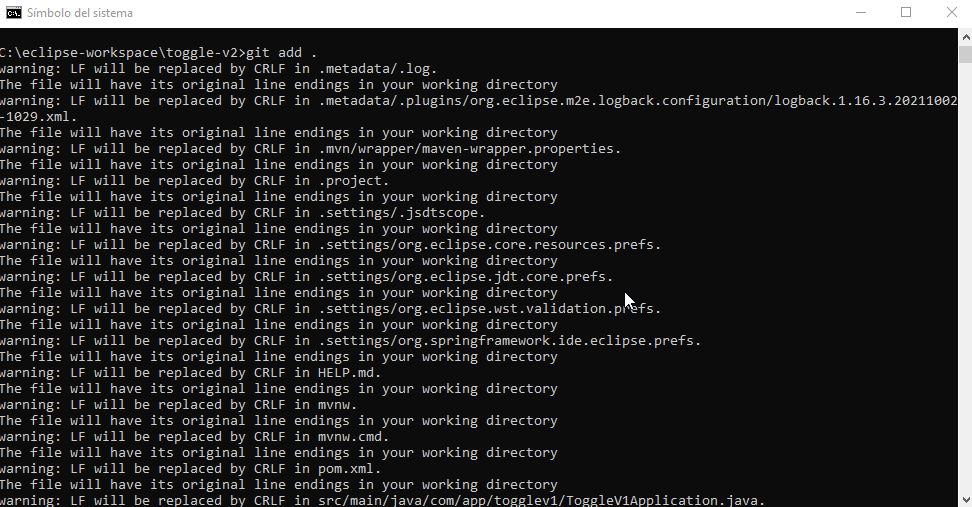 Símbolo del sistema
C:\eclipse-workspace\toggle-v2>git add .
warning: LF will be replaced by CRLF in .metadata/.log.
The file will have its original line endings in your working directory
warning: LF will be replaced by CRLF in .metadata/.plugins/org.eclipse.m2e.logback.configuration/logback.1.16.3.20211002
-1029.xml.
The file will have its original line endings in your working directory
warning: LF will be replaced by CRLF in .mvn/wrapper/maven-wrapper.properties.
The file will have its original line endings in your working directory
warning: LF will be replaced by CRLF in .project.
The file will have its original line endings in your working directory
warning: LF will be replaced by CRLF in .settings/.jsdtscope.
The file will have its original line endings in your working directory
warning: LF will be replaced by CRLF in .settings/org.eclipse.core.resources.prefs.
The file will have its original line endings in your working directory
warning: LF will be replaced by CRLF in .settings/org.eclipse.jdt.core.prefs.
The file will have its original line endings in your working directory
warning: LF will be replaced by CRLF in .settings/org.eclipse.wst.validation.prefs.
The file will have its original line endings in your working directory
warning: LF will be replaced by CRLF in .settings/org.springframework.ide.eclipse.prefs.
The file will have its original line endings in your working directory
warning: LF will be replaced by CRLF in HELP.md.
The file will have its original line endings in your working directory
warning: LF will be replaced by CRLF in mvnw.
The file will have its original line endings in your working directory
warning: LF will be replaced by CRLF in mvnw.cmd.
The file will have its original line endings in your working directory
warning: LF will be replaced by CRLF in pom.xml.
The file will have its original line endings in your working directory
warning: LF will be replaced by CRLF in src/main/java/com/app/togglev1/ToggleV1Application.java.